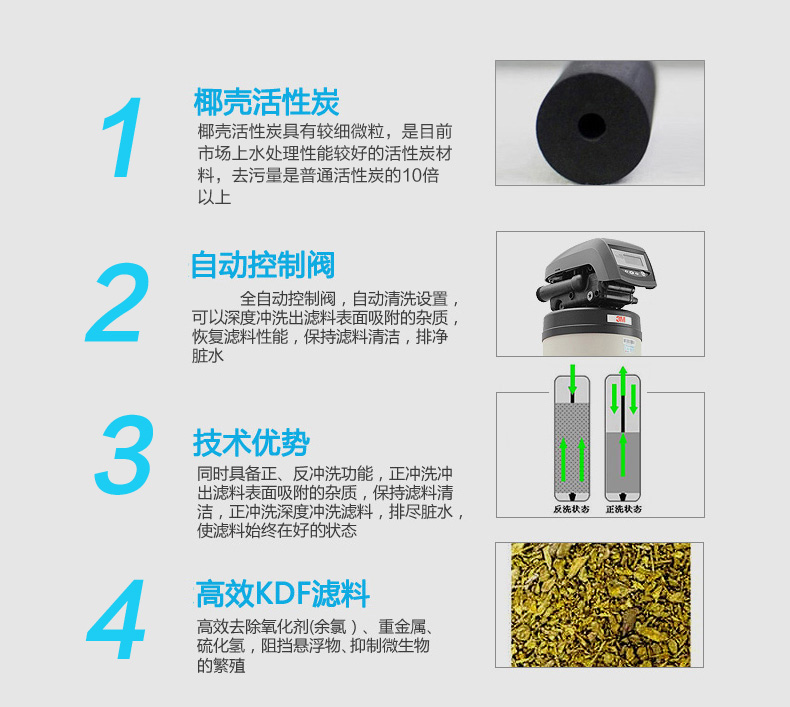 1
椰壳活性炭
椰壳活性炭具有较细微粒，是目前
市场上水处理性能较好的活性炭材
料，去污量是普通活性炭的10倍
以上
2
自动控制阀
全自动控制阀，自动清洗设置，
可以深度冲洗出滤料表面吸附的杂质，
恢复滤料性能，保持滤料清洁，排净
脏水
3M
3
技术优势
同时具备正、反冲洗功能，正冲洗冲
出滤料表面吸附的杂质，保持滤料清
洁，正冲洗深度冲洗滤料，排尽脏水，
使滤料始终在好的状态
反洗状态 正洗状态
4
高效KDF滤料
高效去除氧化剂(余氯）、重金属、
硫化氢，阻挡悬浮物、抑制微生物
的繁殖